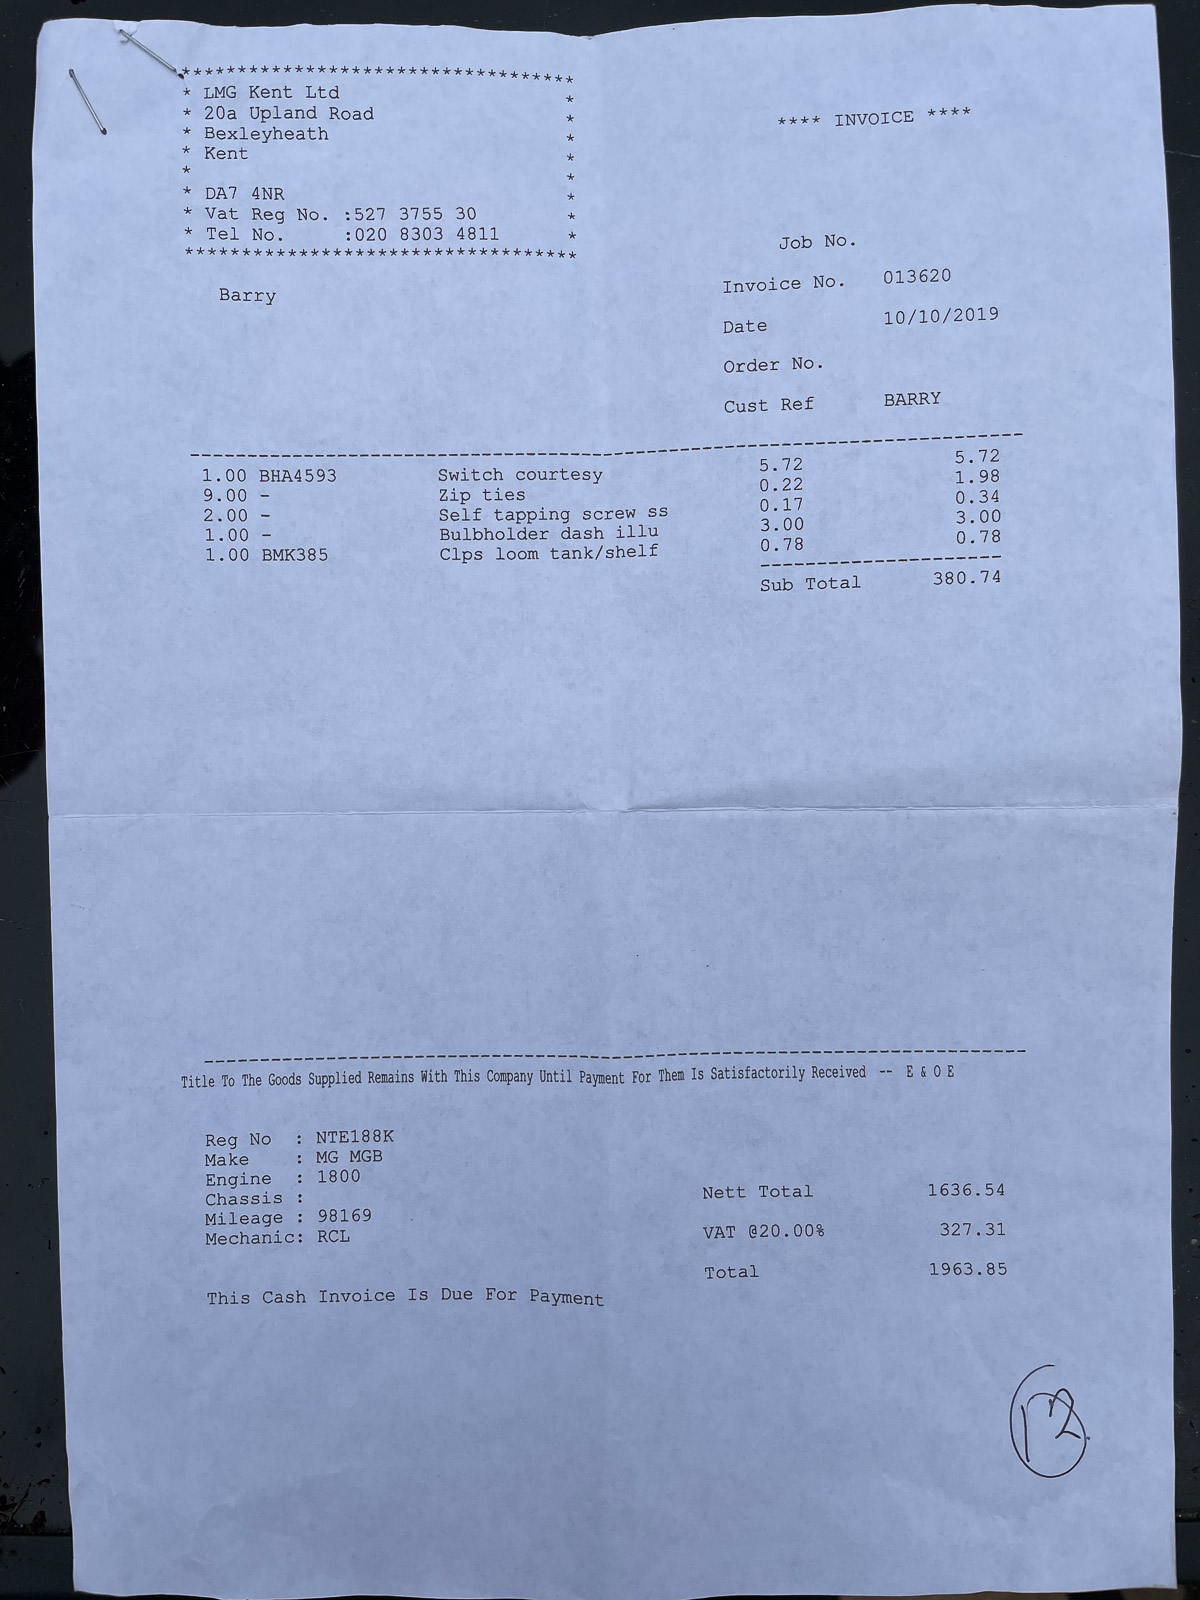 ***********************************
* LMG Kent Ltd *
* 20a Upland Road *
* Bexleyheath *
* Kent *
* *
* DA7 4NR *
* Vat Reg No. :527 3755 30 *
* Tel No. :020 8303 4811 *
***********************************
**** INVOICE ****
Barry
Job No.
Invoice No. 013620
Date 10/10/2019
Order No.
Cust Ref BARRY
1.00 BHA4593 Switch courtesy 5.72 5.72
9.00 - Zip ties 0.22 1.98
2.00 - Self tapping screw ss 0.17 0.34
1.00 - Bulbholder dash illu 3.00 3.00
1.00 BMK385 Clps loom tank/shelf 0.78 0.78
Sub Total 380.74
Title To The Goods Supplied Remains With This Company Until Payment For Them Is Satisfactorily Received -- E & O E
Reg No : NTE188K
Make : MG MGB
Engine : 1800
Chassis :
Mileage : 98169
Mechanic: RCL
Nett Total 1636.54
VAT @20.00% 327.31
Total 1963.85
This Cash Invoice Is Due For Payment
12